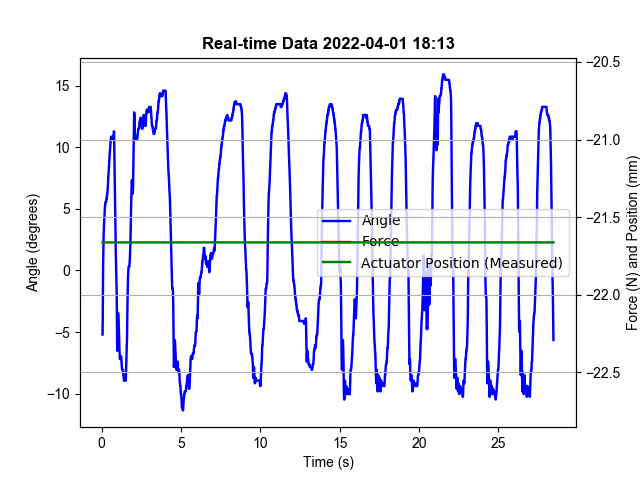 Real-time Data 2022-04-01 18:13
Angle (degrees)
15
10
5
0
−5
−10
0
5
10
15
20
25
Time (s)
−20.5
−21.0
−21.5
−22.0
−22.5
Force (N) and Position (mm)
Angle
Force
Actuator Position (Measured)